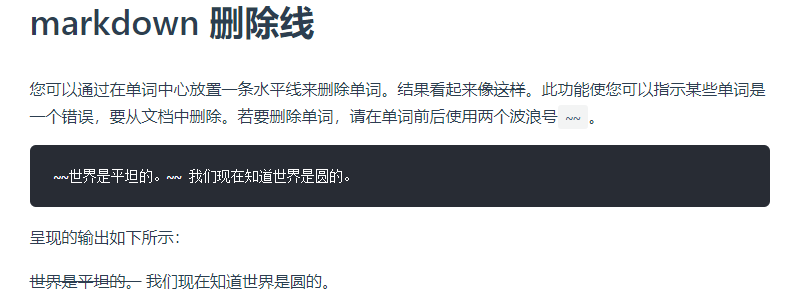 markdown 删除线
您可以通过在单词中心放置一条水平线来删除单词。结果看起来像这样。此功能使您可以指示某些单词是
一个错误，要从文档中删除。若要删除单词，请在单词前后使用两个波浪号 ~~ 。
~~世界是平坦的。~~ 我们现在知道世界是圆的。
呈现的输出如下所示：
世界是平坦的。 我们现在知道世界是圆的。